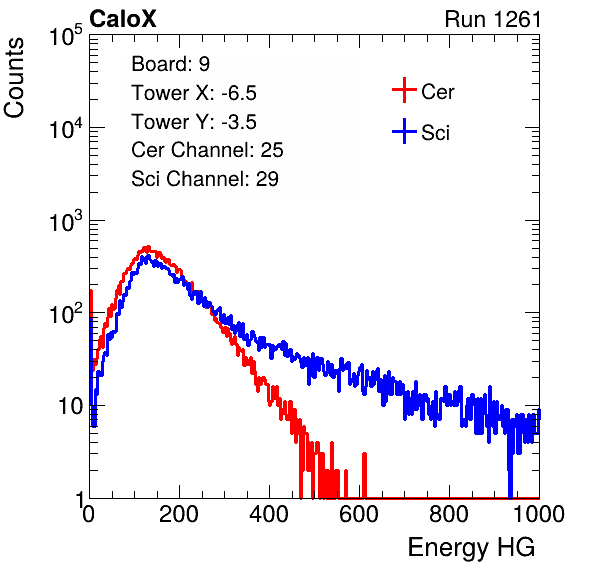 CaloX Run 1261
Counts
10^5
10^4
10^3
10^2
10
1
Board: 9
Tower X: -6.5
Tower Y: -3.5
Cer Channel: 25
Sci Channel: 29
Cer
Sci
0 200 400 600 800 1000
Energy HG